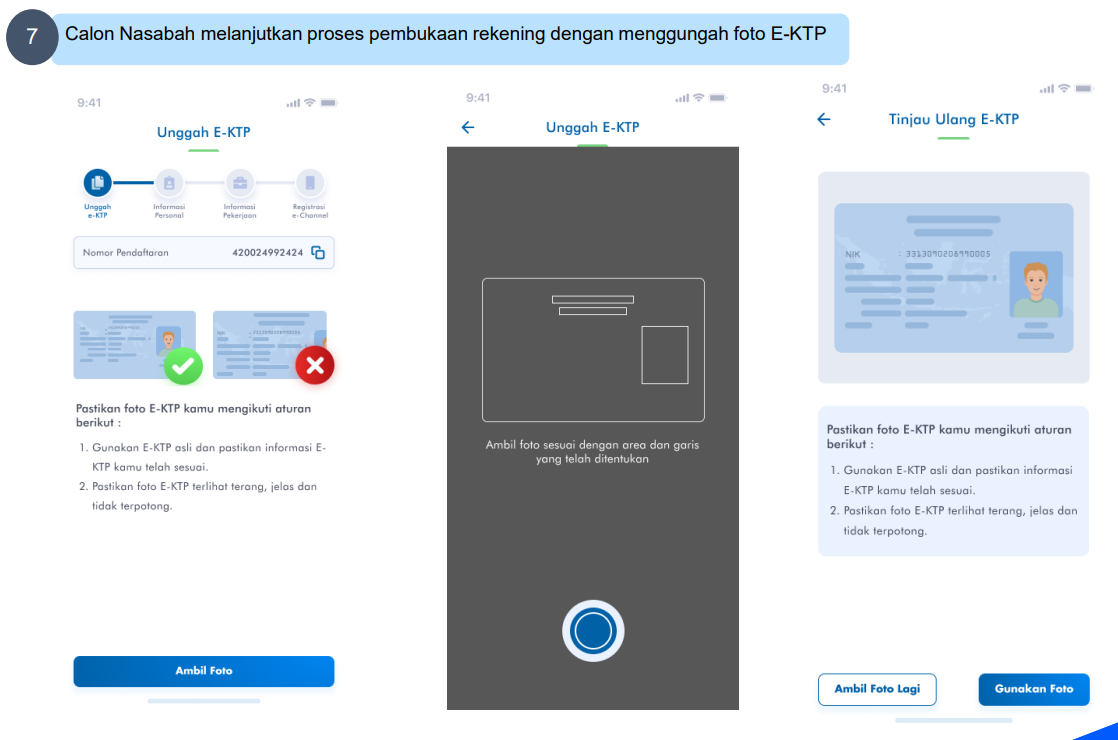 7
Calon Nasabah melanjutkan proses pembukaan rekening dengan menggungah foto E-KTP
9:41
Unggah E-KTP
Unggah
e-KTP
Informasi
Personal
Informasi
Pekerjaan
Registrasi
e-Channel
Nomor Pendaftaran 420024992424
Pastikan foto E-KTP kamu mengikuti aturan
berikut :
1. Gunakan E-KTP asli dan pastikan informasi E-
KTP kamu telah sesuai.
2. Pastikan foto E-KTP terlihat terang, jelas dan
tidak terpotong.
Ambil Foto
9:41
Unggah E-KTP
Ambil foto sesuai dengan area dan garis
yang telah ditentukan
9:41
Tinjau Ulang E-KTP
NIK : 3313090206990005
Pastikan foto E-KTP kamu mengikuti aturan
berikut :
1. Gunakan E-KTP asli dan pastikan informasi
E-KTP kamu telah sesuai.
2. Pastikan foto E-KTP terlihat terang, jelas dan
tidak terpotong.
Ambil Foto Lagi
Gunakan Foto